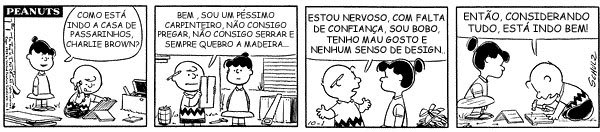 PEANUTS
COMO ESTÁ
INDO A CASA DE
PASSARINHOS,
CHARLIE BROWN?
BEM, SOU UM PÉSSIMO
CARPINTEIRO, NÃO CONSIGO
PREGAR, NÃO CONSIGO SERRAR E
SEMPRE QUEBRO A MADEIRA...
ESTOU NERVOSO, COM FALTA
DE CONFIANÇA, SOU BOBO,
TENHO MAU GOSTO E
NENHUM SENSO DE DESIGN..
10-1
ENTÃO, CONSIDERANDO
TUDO, ESTÁ INDO BEM!
SCHULZ